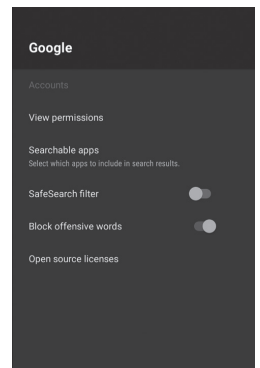 Google
Accounts
View permissions
Searchable apps
Select which apps to include in search results.
SafeSearch filter
Block offensive words
Open source licenses